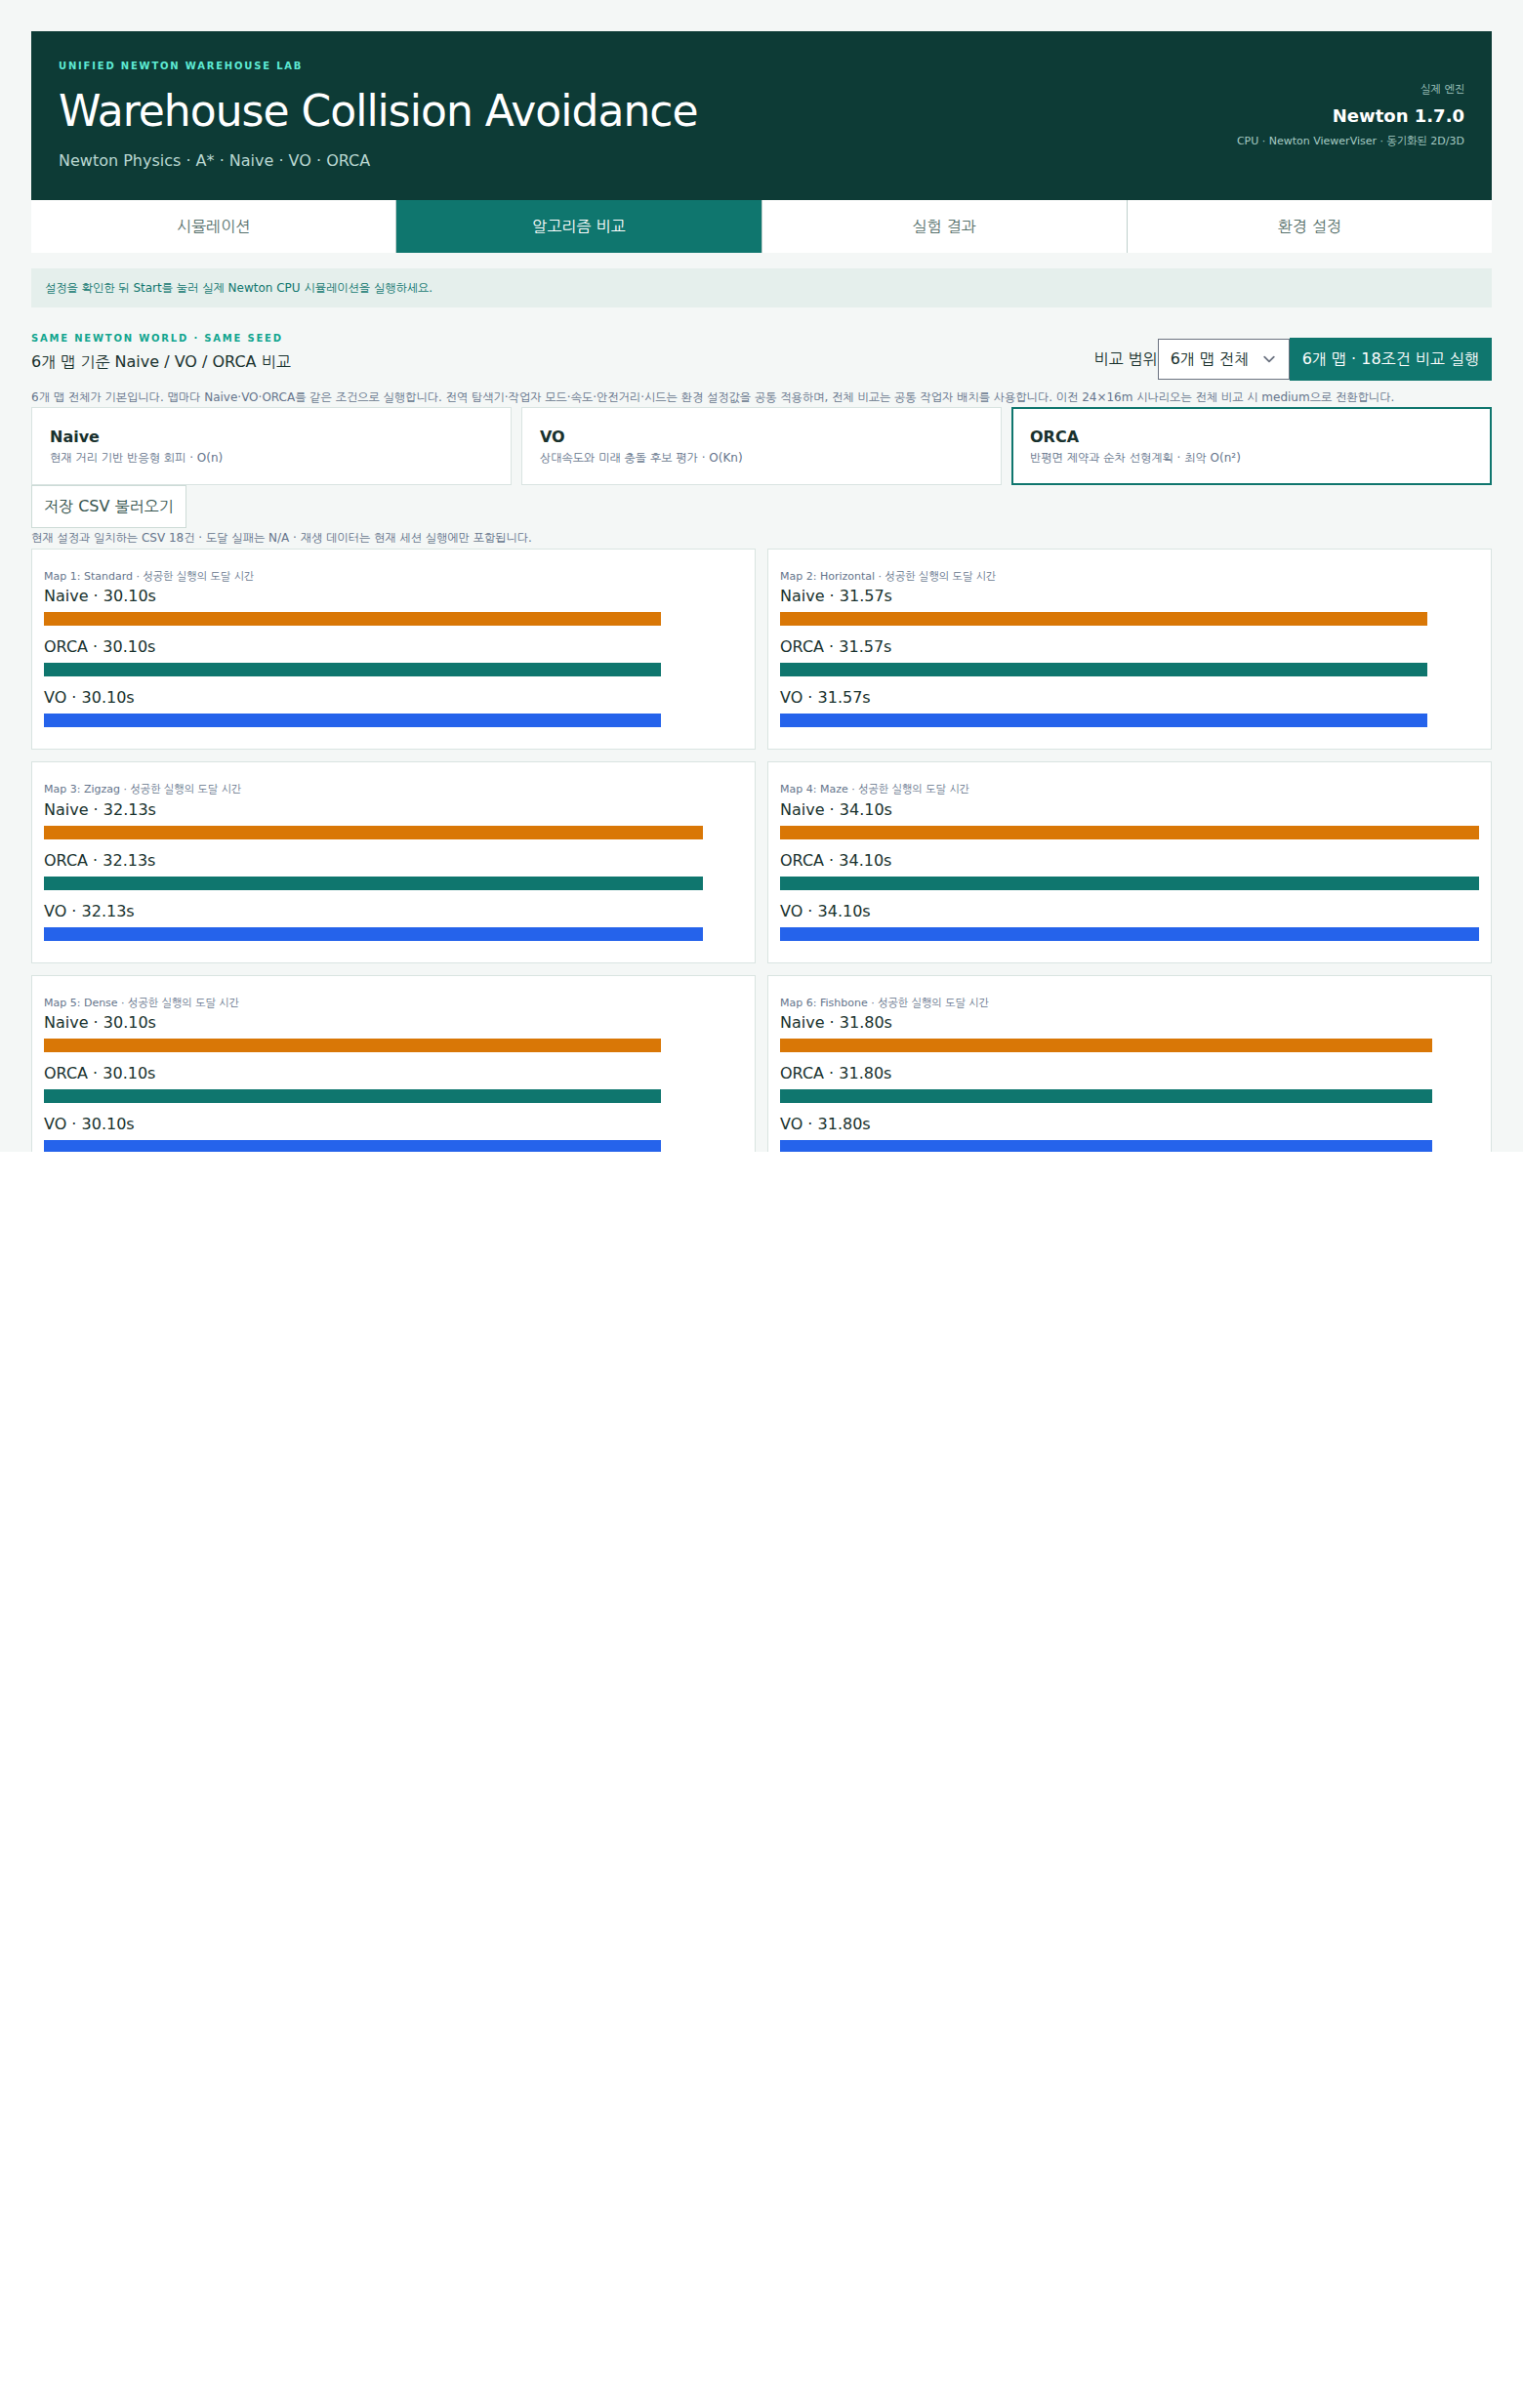 UNIFIED NEWTON WAREHOUSE LAB
Warehouse Collision Avoidance
Newton Physics · A* · Naive · VO · ORCA
실제 엔진
Newton 1.7.0
CPU · Newton ViewerViser · 동기화된 2D/3D
시뮬레이션
알고리즘 비교
실험 결과
환경 설정
설정을 확인한 뒤 Start를 눌러 실제 Newton CPU 시뮬레이션을 실행하세요.
SAME NEWTON WORLD · SAME SEED
6개 맵 기준 Naive / VO / ORCA 비교
비교 범위
6개 맵 전체
6개 맵 · 18조건 비교 실행
6개 맵 전체가 기본입니다. 맵마다 Naive·VO·ORCA를 같은 조건으로 실행합니다. 전역 탐색기·작업자 모드·속도·안전거리·시드는 환경 설정값을 공통 적용하며, 전체 비교는 공통 작업자 배치를 사용합니다. 이전 24×16m 시나리오는 전체 비교 시 medium으로 전환합니다.
Naive
현재 거리 기반 반응형 회피 · O(n)
VO
상대속도와 미래 충돌 후보 평가 · O(Kn)
ORCA
반평면 제약과 순차 선형계획 · 최악 O(n²)
저장 CSV 불러오기
현재 설정과 일치하는 CSV 18건 · 도달 실패는 N/A · 재생 데이터는 현재 세션 실행에만 포함됩니다.
Map 1: Standard · 성공한 실행의 도달 시간
Naive · 30.10s
ORCA · 30.10s
VO · 30.10s
Map 2: Horizontal · 성공한 실행의 도달 시간
Naive · 31.57s
ORCA · 31.57s
VO · 31.57s
Map 3: Zigzag · 성공한 실행의 도달 시간
Naive · 32.13s
ORCA · 32.13s
VO · 32.13s
Map 4: Maze · 성공한 실행의 도달 시간
Naive · 34.10s
ORCA · 34.10s
VO · 34.10s
Map 5: Dense · 성공한 실행의 도달 시간
Naive · 30.10s
ORCA · 30.10s
VO · 30.10s
Map 6: Fishbone · 성공한 실행의 도달 시간
Naive · 31.80s
ORCA · 31.80s
VO · 31.80s